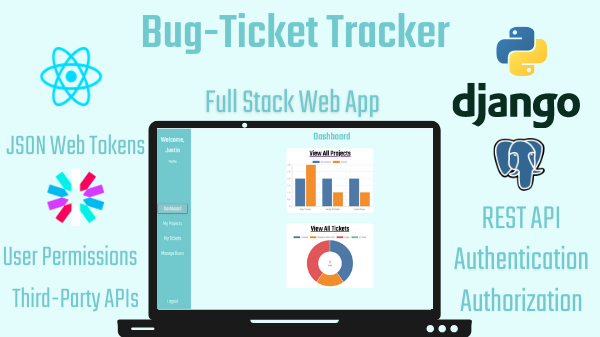 Bug-Ticket Tracker
Full Stack Web App
django
JSON Web Tokens
User Permissions
Third-Party APIs
REST API
Authentication
Authorization
Welcome,
Dashboard
View All Projects
View All Tickets
Dashboard
My Projects
My Tickets
Manage Users
Logout